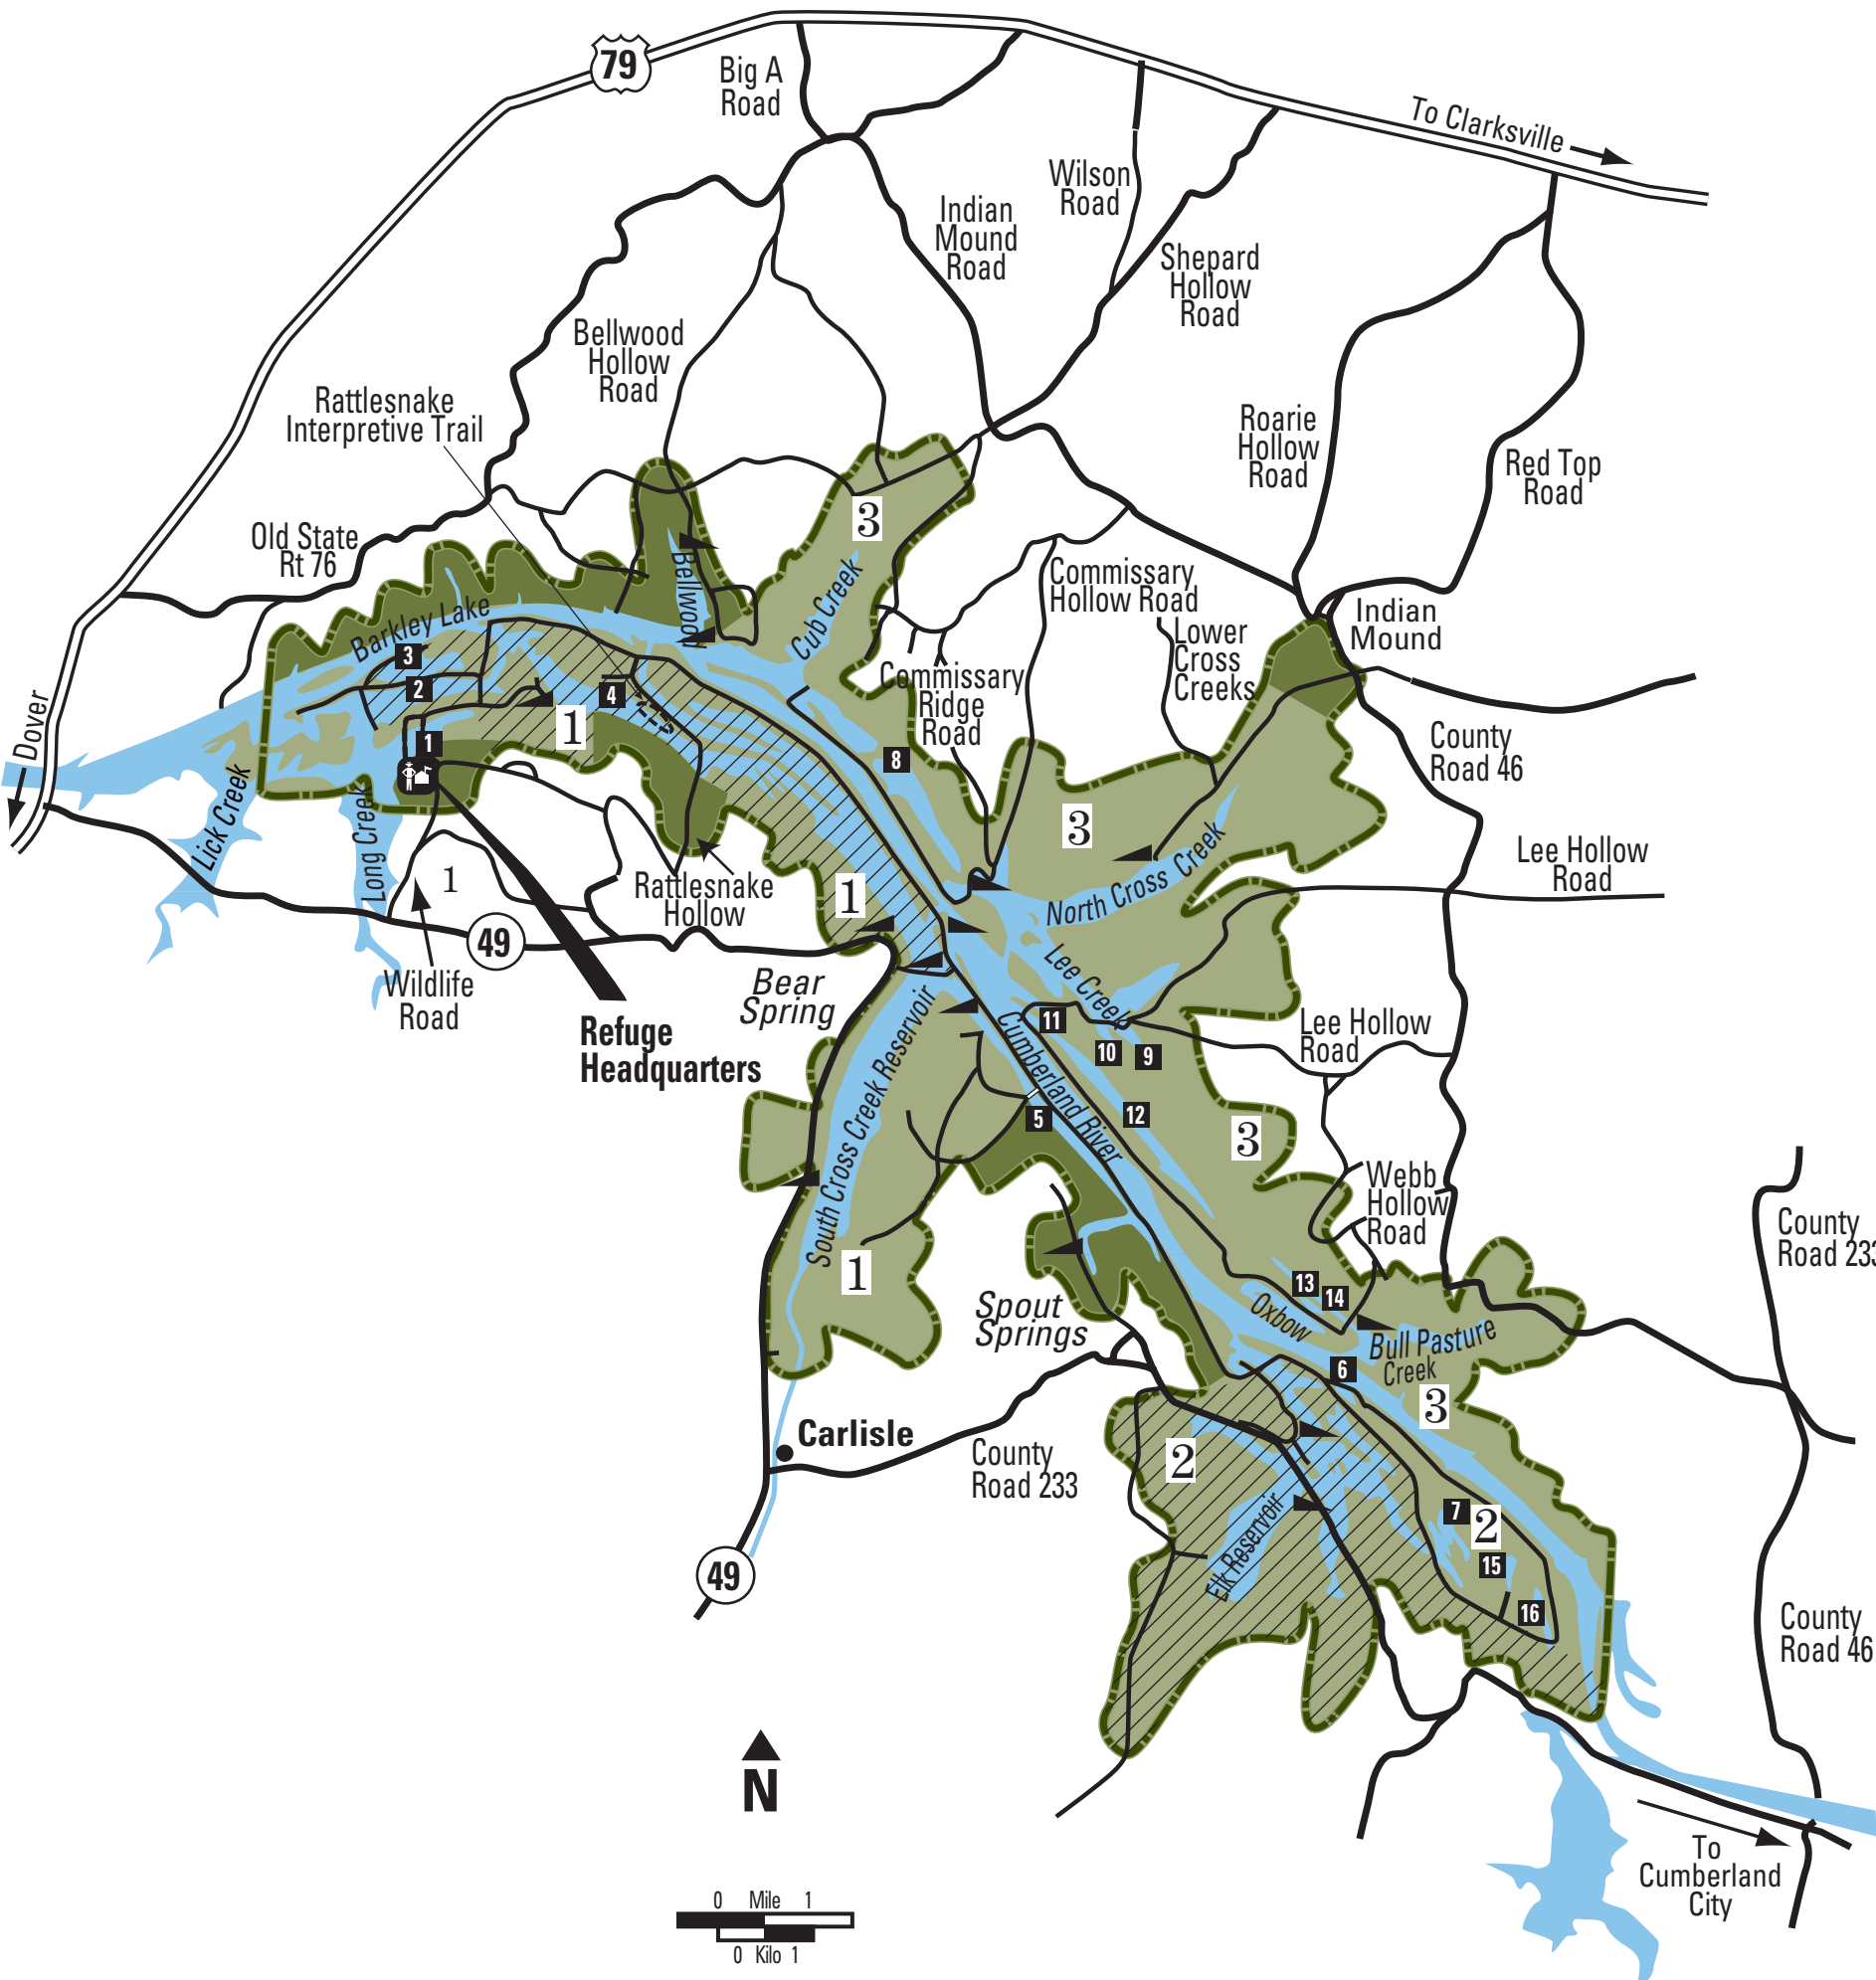 79
Big A
Road
To Clarksville
Wilson
Road
Indian
Mound
Road
Shepard
Hollow
Road
Bellwood
Hollow
Road
Rattlesnake
Interpretive Trail
Roarie
Hollow
Road
Red Top
Road
Old State
Rt 76
3
Bellwood
Cub Creek
Commissary
Hollow Road
Barkley Lake
Lower
Cross
Creeks
Indian
Mound
3
2
4
1
1
Commissary
Ridge
Road
8
County
Road 46
Dover
Lick Creek
Long Creek
3
1
Rattlesnake
Hollow
1
North Cross Creek
Lee Hollow
Road
49
Wildlife
Road
Bear
Spring
Lee Creek
Refuge
Headquarters
South Cross Creek Reservoir
Cumberland River
11
10
9
Lee Hollow
Road
5
12
3
Webb
Hollow
Road
County
Road 233
1
Spout
Springs
13
14
Oxbow
Bull Pasture
Creek
6
3
Carlisle
County
Road 233
2
Elk Reservoir
7
2
15
16
49
County
Road 46
N
To
Cumberland
City
0 Mile 1
0 Kilo 1